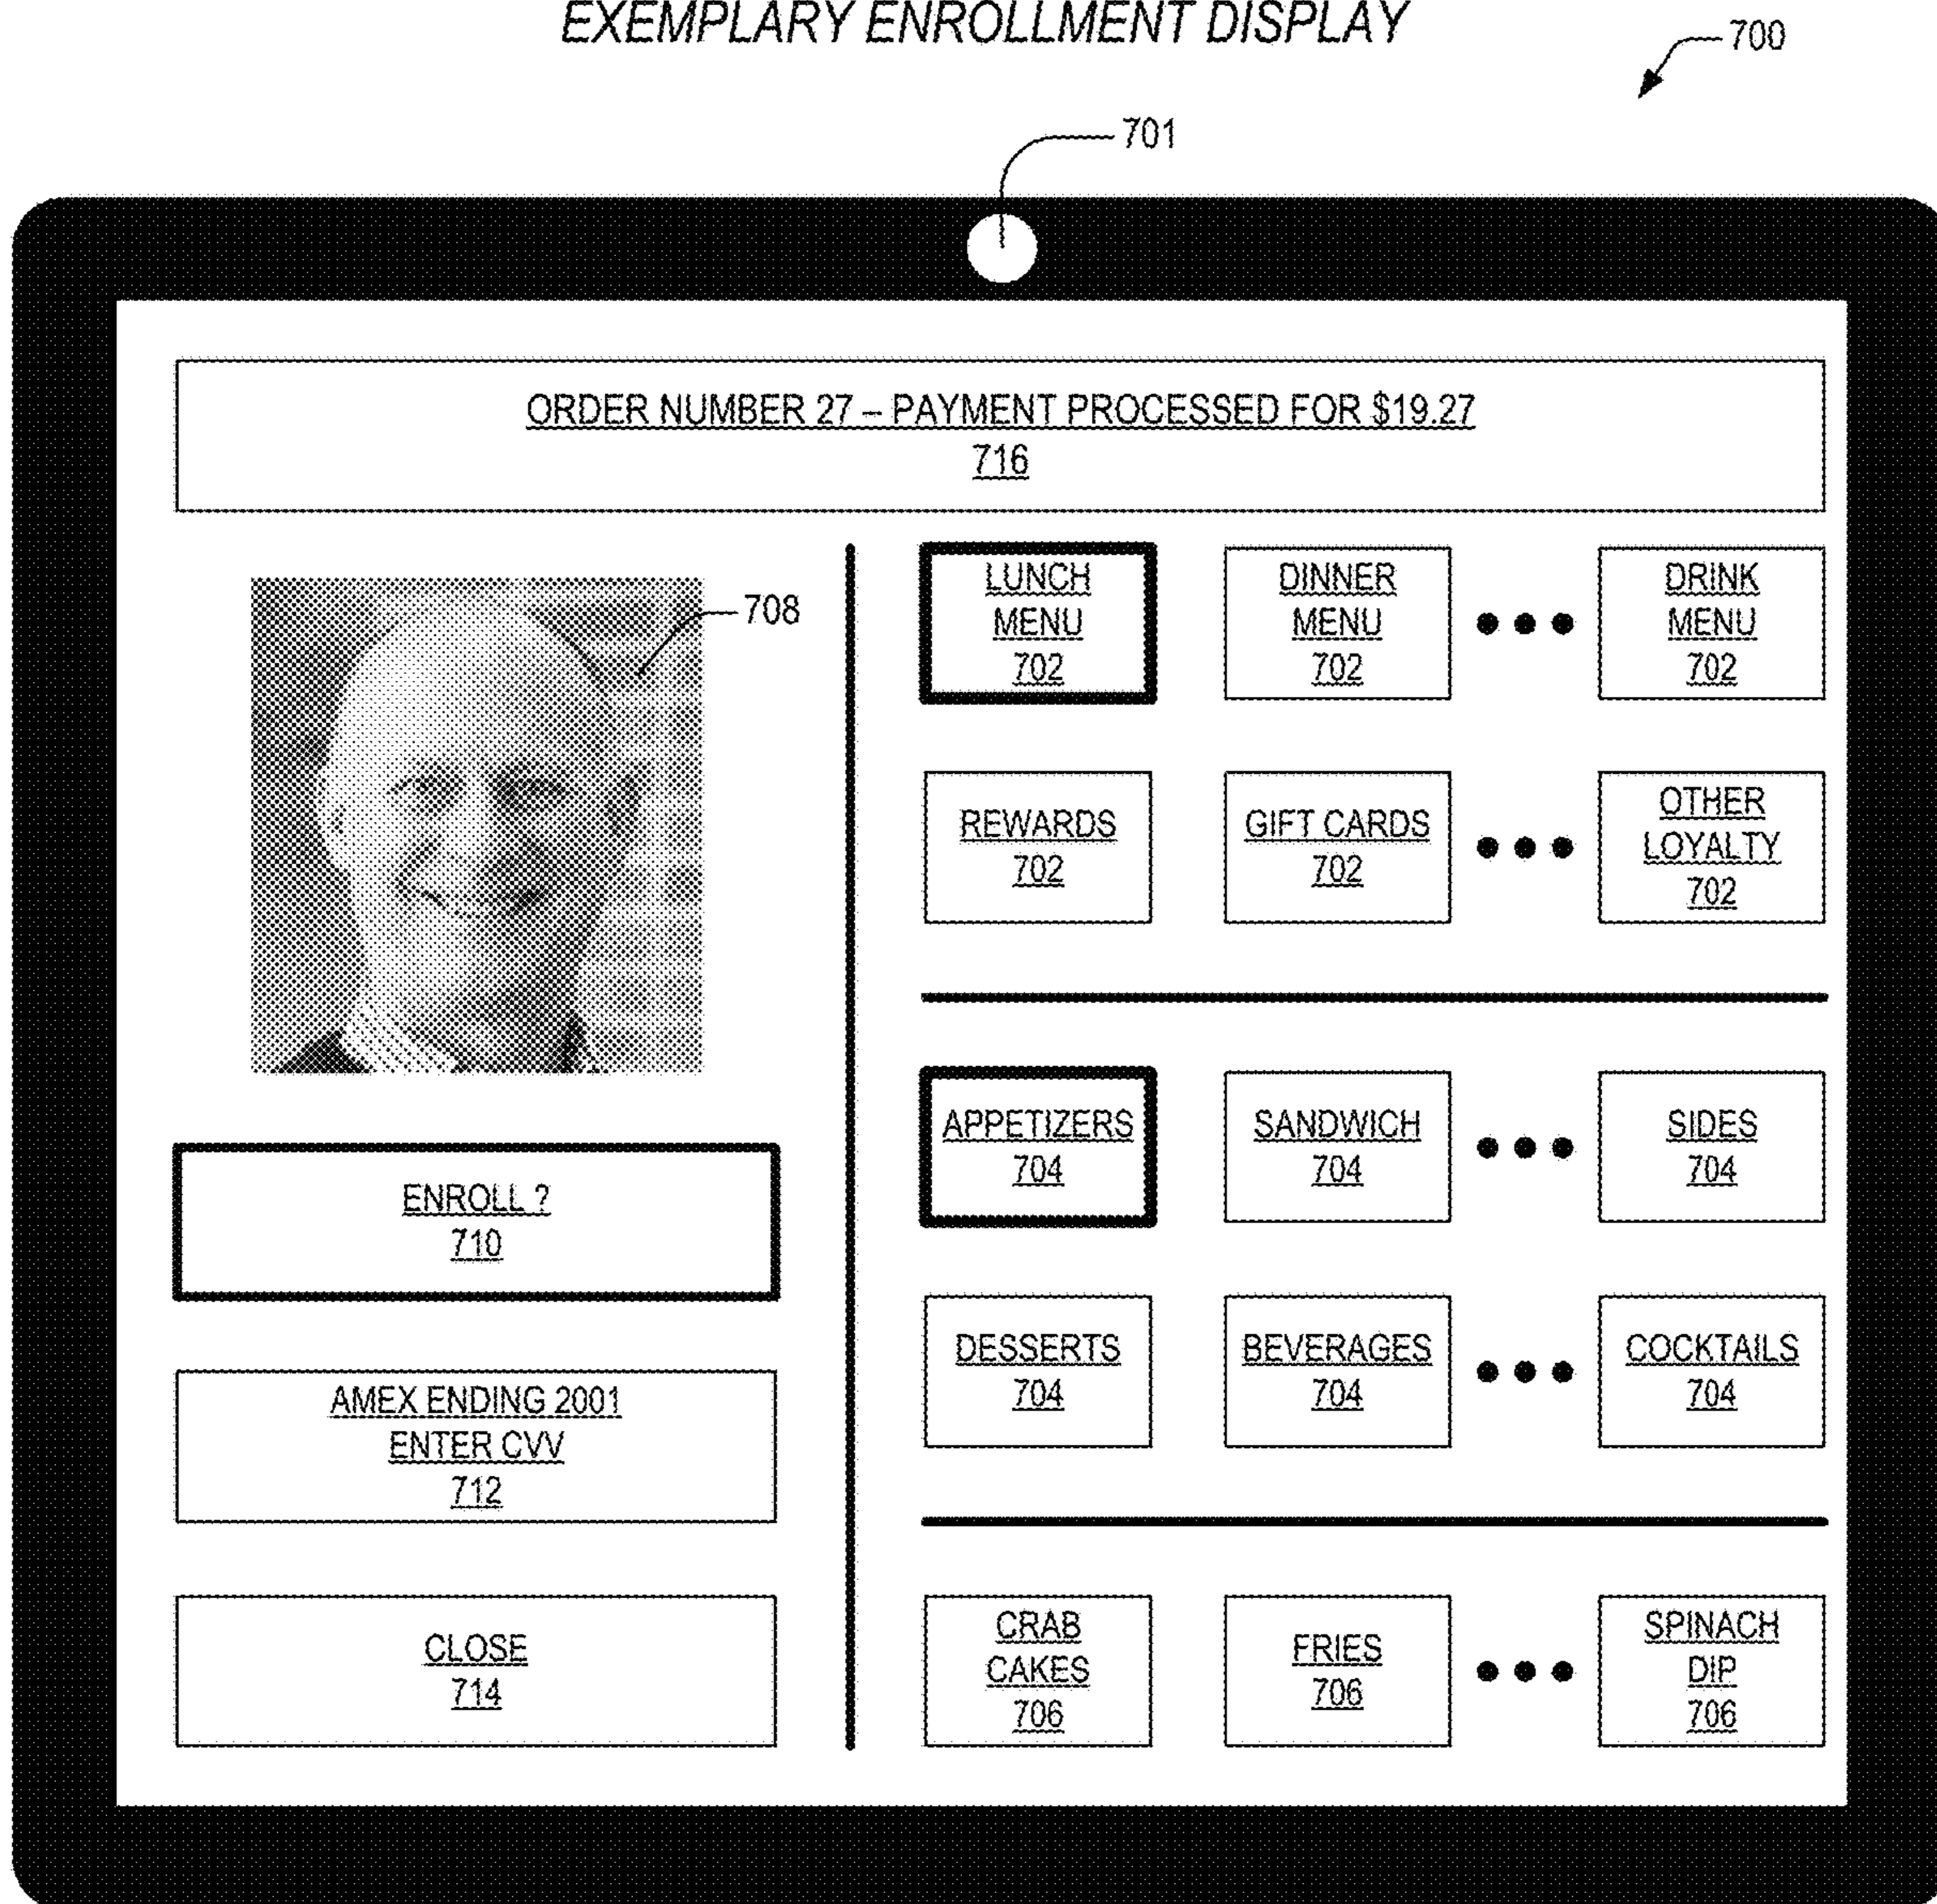 EXEMPLARY ENROLLMENT DISPLAY
700
701
ORDER NUMBER 27 – PAYMENT PROCESSED FOR $19.27
716
708
ENROLL ?
710
AMEX ENDING 2001
ENTER CVV
712
CLOSE
714
LUNCH
MENU
702
DINNER
MENU
702
DRINK
MENU
702
REWARDS
702
GIFT CARDS
702
OTHER
LOYALTY
702
APPETIZERS
704
SANDWICH
704
SIDES
704
DESSERTS
704
BEVERAGES
704
COCKTAILS
704
CRAB
CAKES
706
FRIES
706
SPINACH
DIP
706